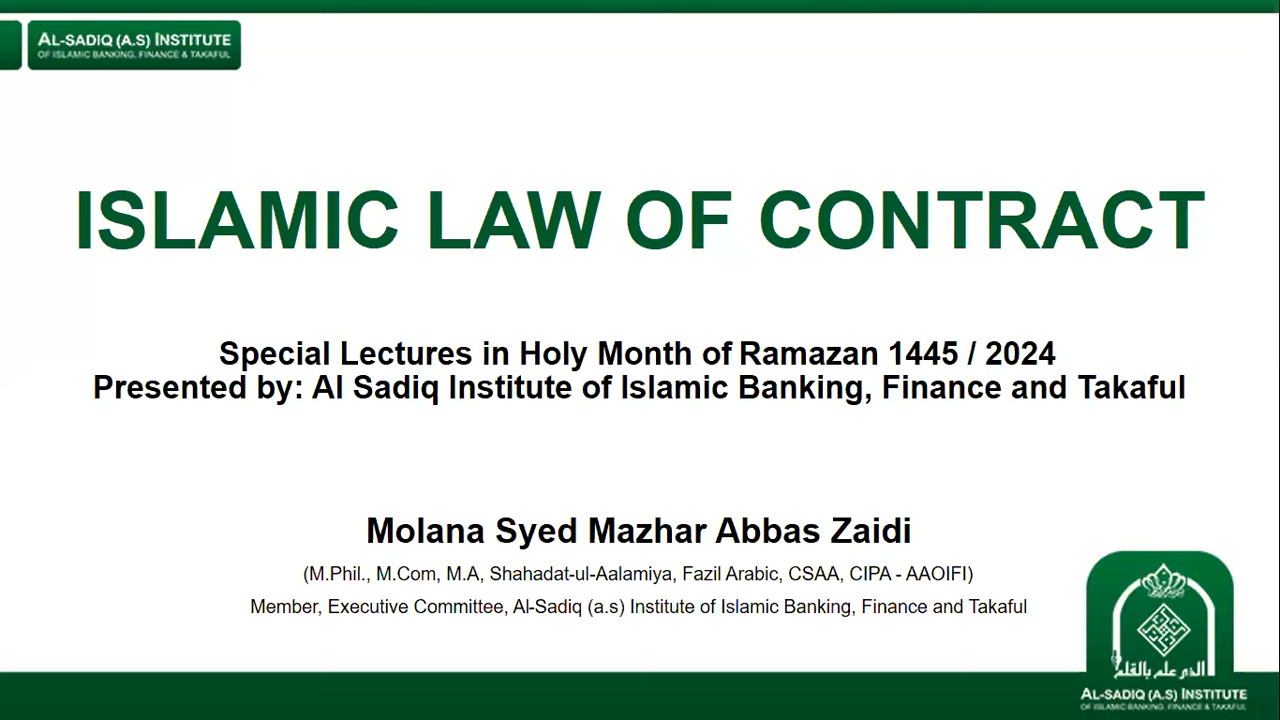 AL-SADIQ (A.S) INSTITUTE
OF ISLAMIC BANKING, FINANCE & TAKAFUL
ISLAMIC LAW OF CONTRACT
Special Lectures in Holy Month of Ramazan 1445 / 2024
Presented by: Al Sadiq Institute of Islamic Banking, Finance and Takaful
Molana Syed Mazhar Abbas Zaidi
(M.Phil., M.Com, M.A, Shahadat-ul-Aalamiya, Fazil Arabic, CSAA, CIPA - AAOIFI)
Member, Executive Committee, Al-Sadiq (a.s) Institute of Islamic Banking, Finance and Takaful
الذي علم بالقلم
AL-SADIQ (A.S) INSTITUTE
OF ISLAMIC BANKING, FINANCE & TAKAFUL